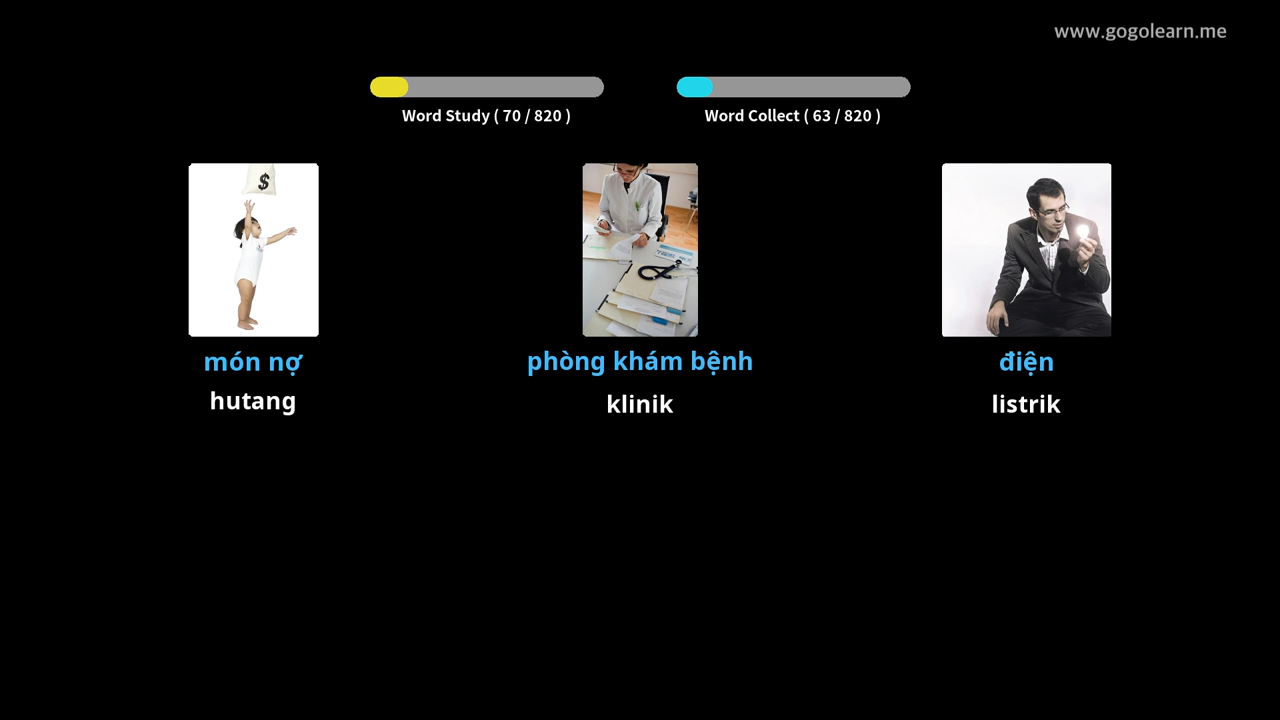 www.gogolearn.me
Word Study ( 70 / 820 )
Word Collect ( 63 / 820 )
$
món nợ
hutang
phòng khám bệnh
klinik
điện
listrik